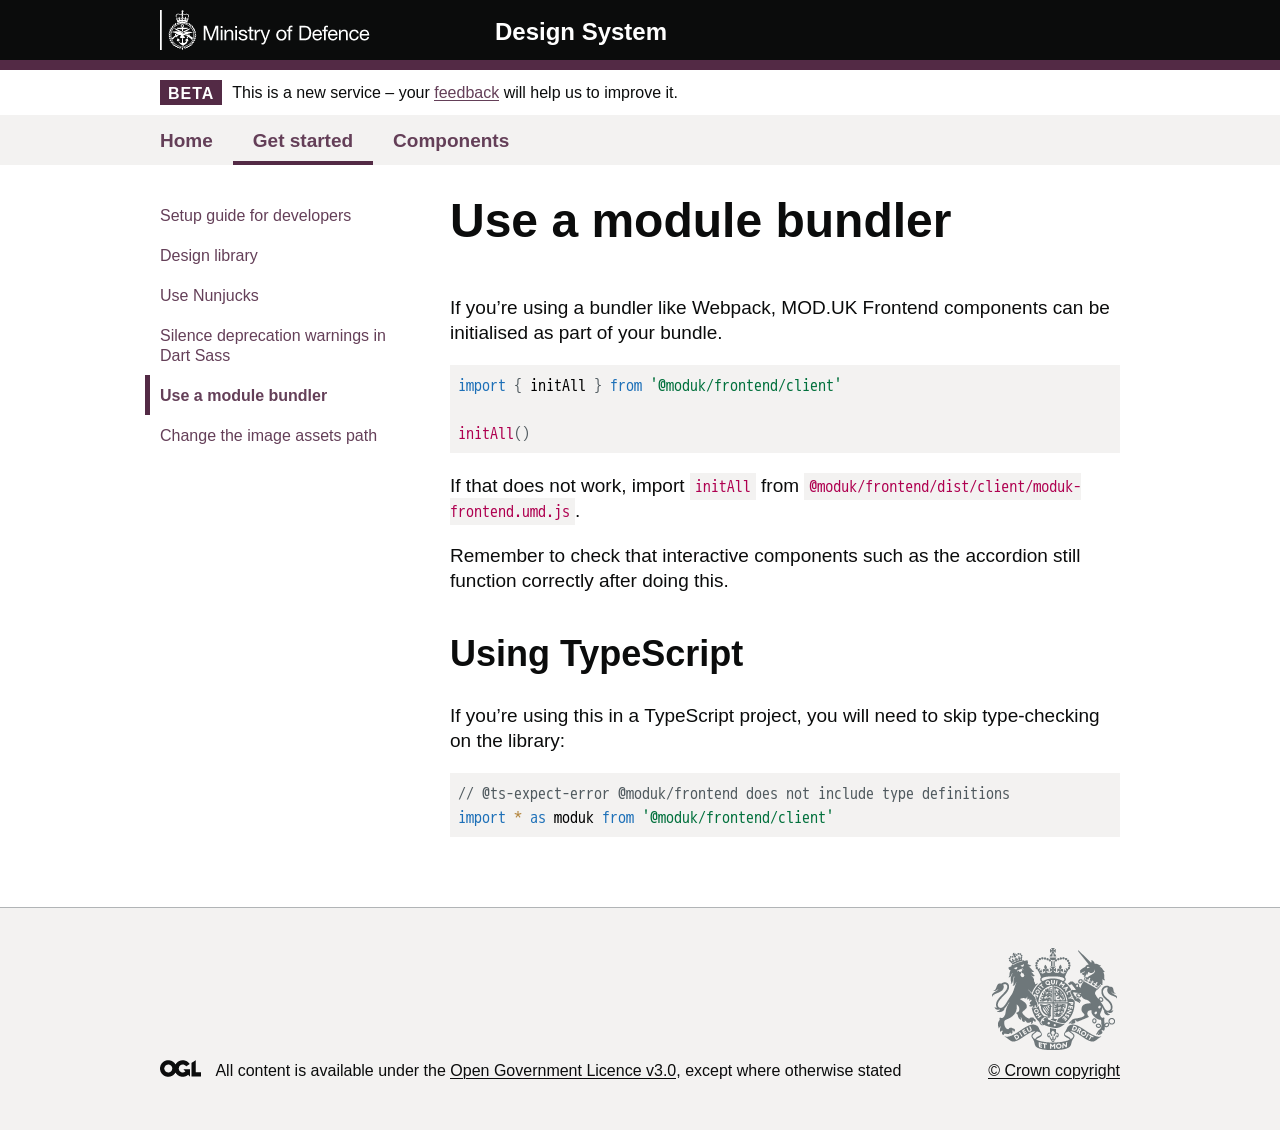 Ministry of Defence
Design System
BETA This is a new service – your feedback will help us to improve it.
Home Get started Components
Setup guide for developers
Design library
Use Nunjucks
Silence deprecation warnings in
Dart Sass
Use a module bundler
Change the image assets path
Use a module bundler
If you’re using a bundler like Webpack, MOD.UK Frontend components can be
initialised as part of your bundle.
import { initAll } from '@moduk/frontend/client'
initAll()
If that does not work, import initAll from @moduk/frontend/dist/client/moduk-
frontend.umd.js.
Remember to check that interactive components such as the accordion still
function correctly after doing this.
Using TypeScript
If you’re using this in a TypeScript project, you will need to skip type-checking
on the library:
// @ts-expect-error @moduk/frontend does not include type definitions
import * as moduk from '@moduk/frontend/client'
OGL All content is available under the Open Government Licence v3.0, except where otherwise stated
© Crown copyright